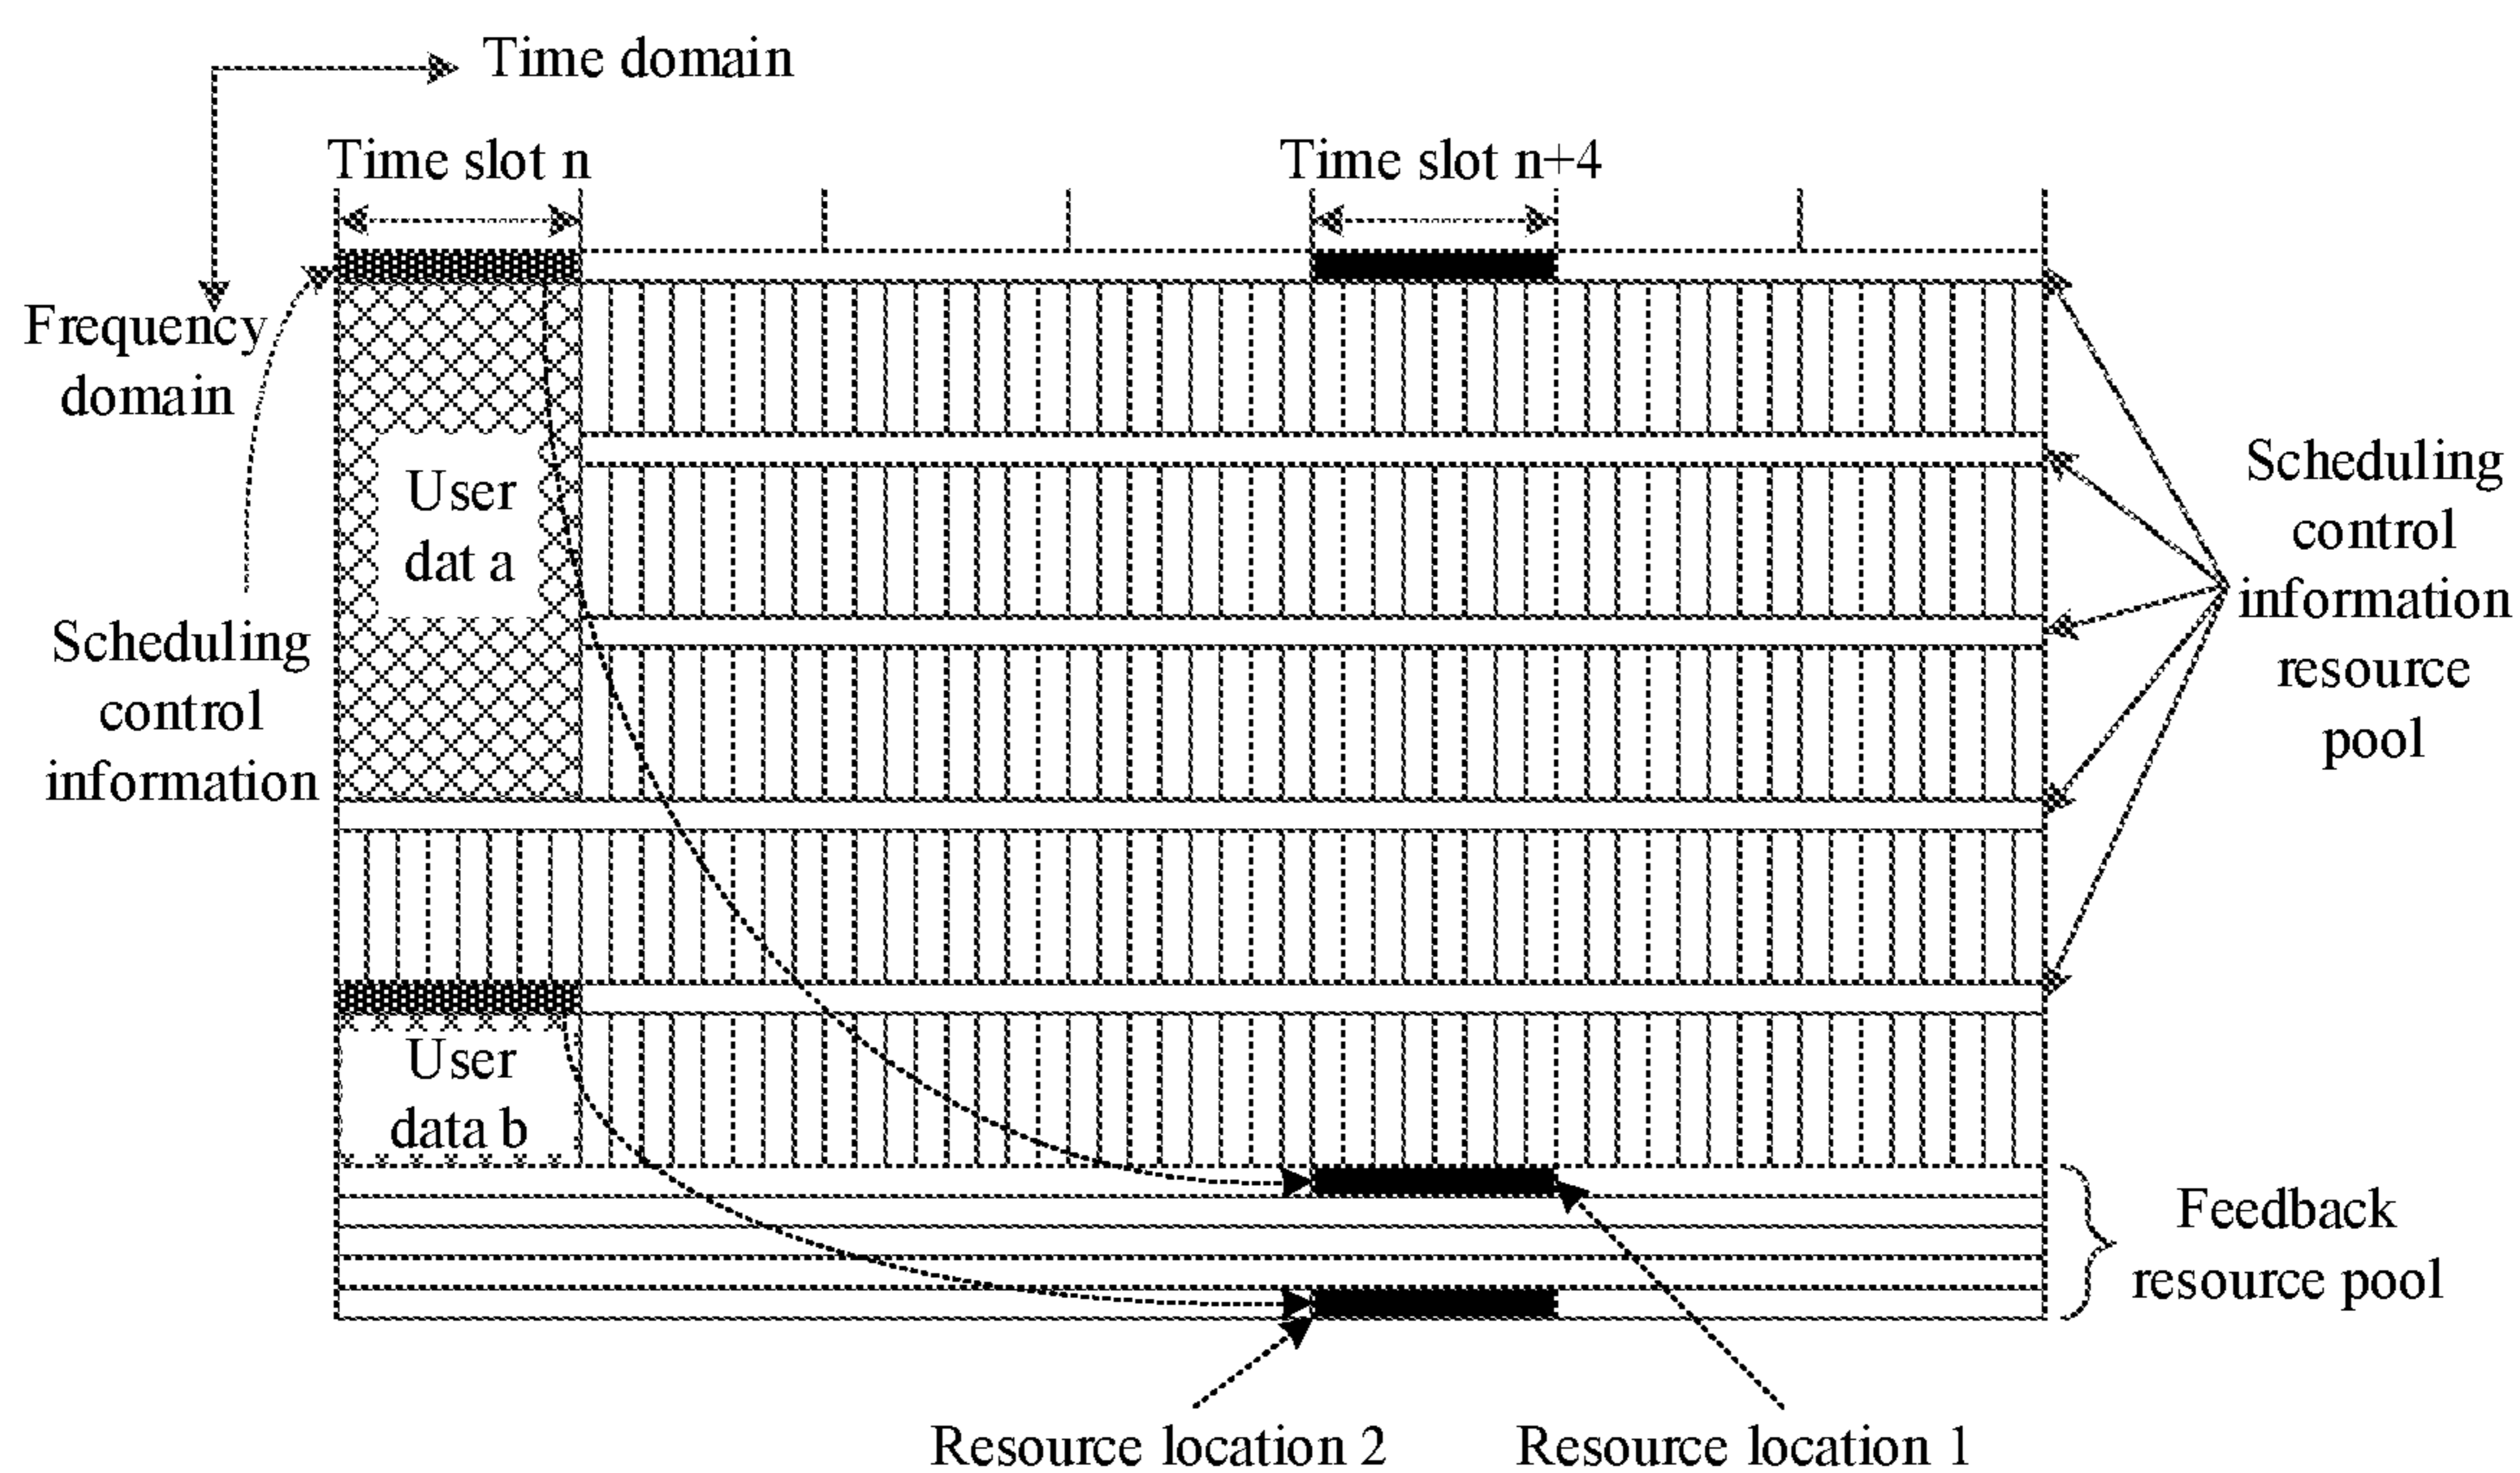 Time domain
Time slot n
Time slot n+4
Frequency
domain
User
dat a
Scheduling
control
information
Scheduling
control
information
resource
pool
User
data b
Feedback
resource pool
Resource location 2
Resource location 1